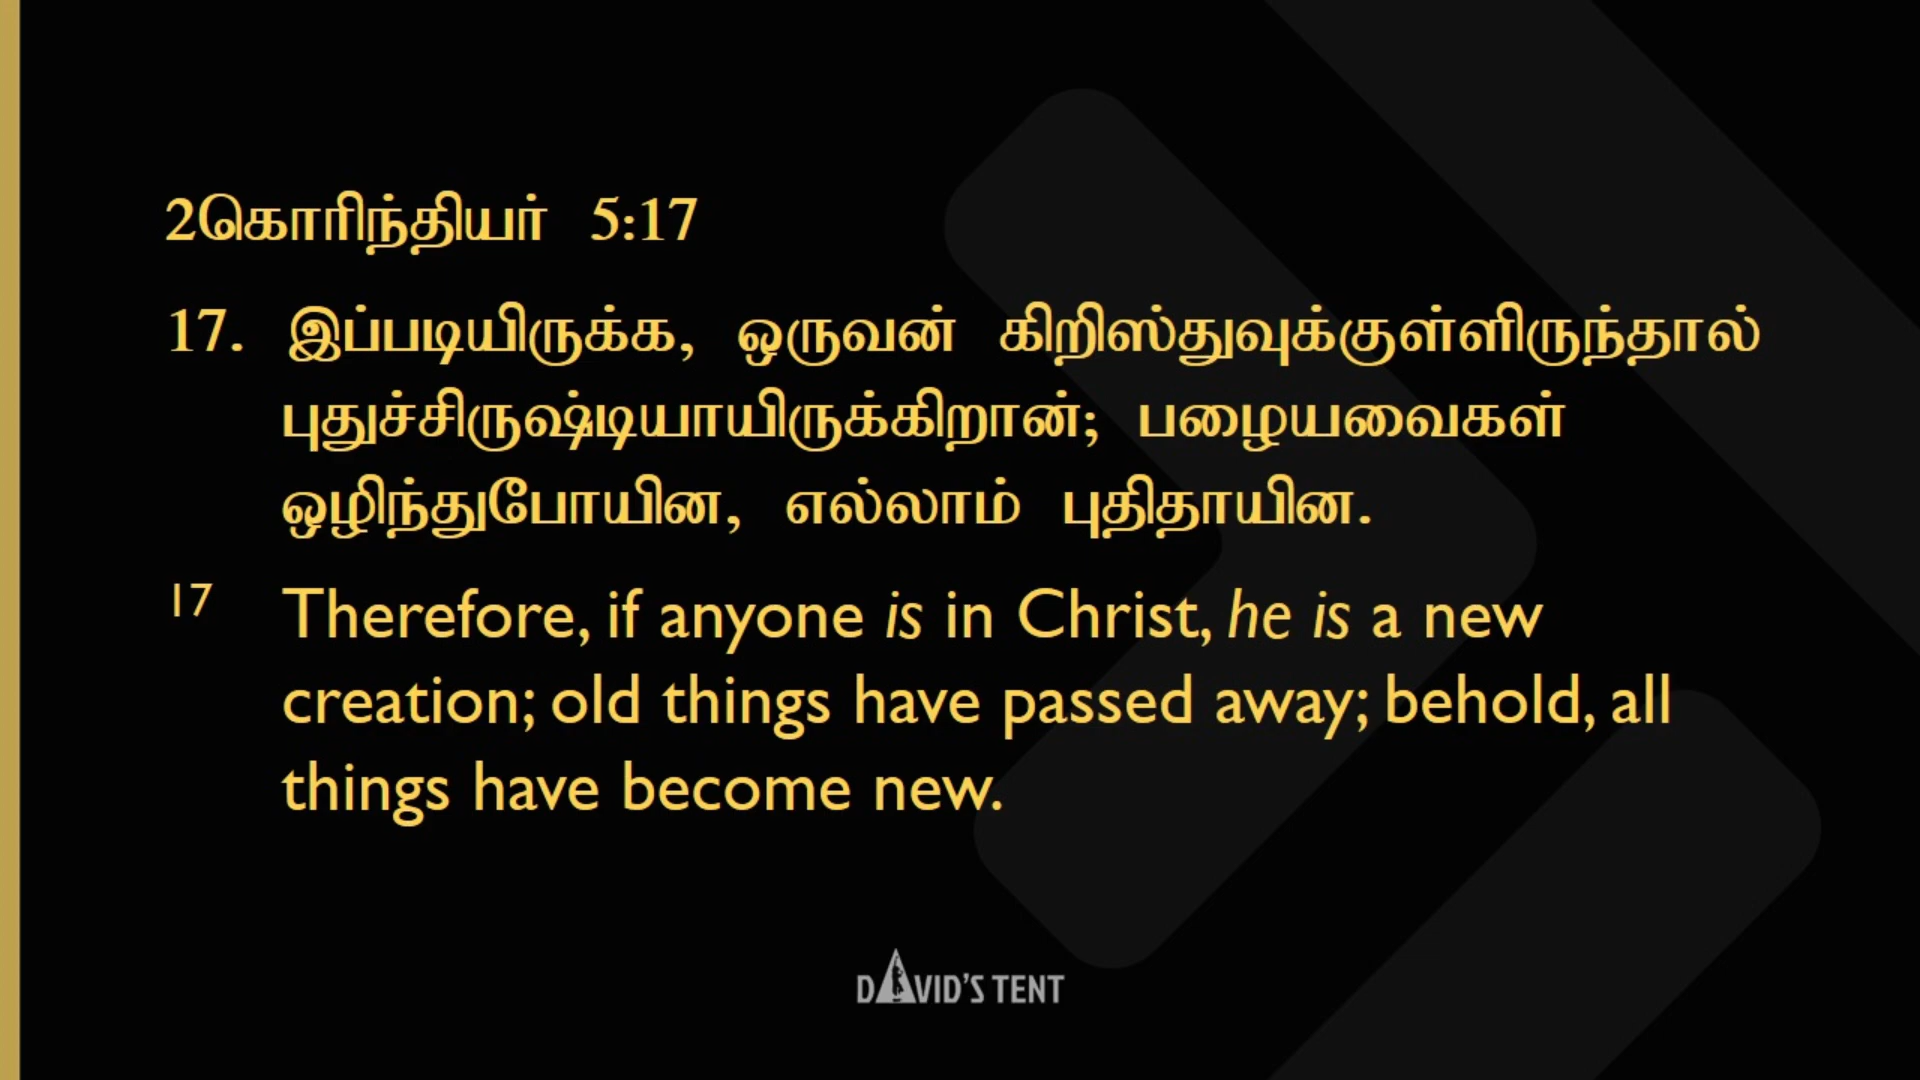 2கொரிந்தியர் 5:17
17. இப்படியிருக்க, ஒருவன் கிறிஸ்துவுக்குள்ளிருந்தால்
புதுச்சிருஷ்டியாயிருக்கிறான்; பழையவைகள்
ஒழிந்துபோயின, எல்லாம் புதிதாயின.
17 Therefore, if anyone is in Christ, he is a new
creation; old things have passed away; behold, all
things have become new.
DAVID'S TENT